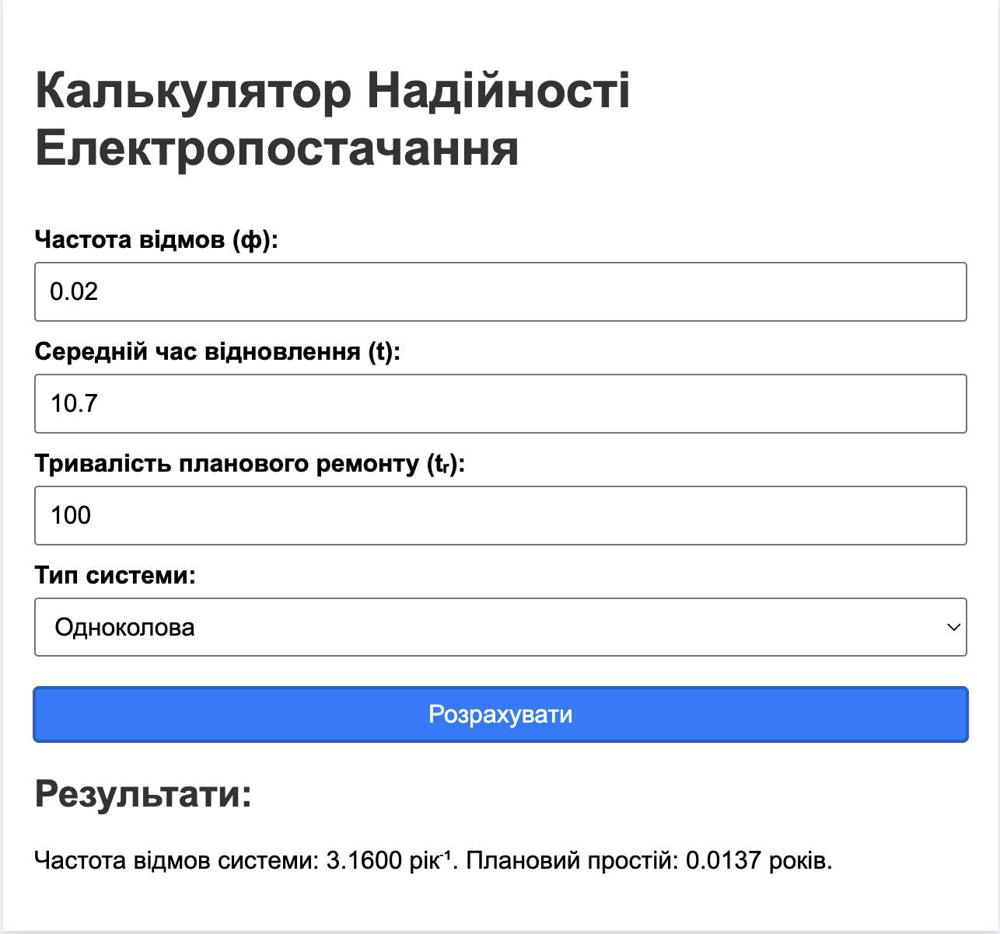 Калькулятор Надійності
Електропостачання
Частота відмов (ф):
0.02
Середній час відновлення (t):
10.7
Тривалість планового ремонту (tᵣ):
100
Тип системи:
Одноколова
Розрахувати
Результати:
Частота відмов системи: 3.1600 рік⁻¹. Плановий простій: 0.0137 років.